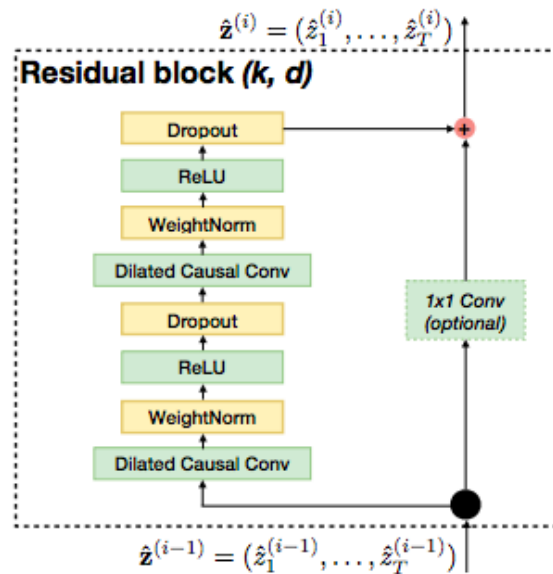 ẑ^(i) = (ẑ_1^(i), . . . , ẑ_T^(i))
Residual block (k, d)
Dropout
+
ReLU
WeightNorm
Dilated Causal Conv
1x1 Conv
(optional)
Dropout
ReLU
WeightNorm
Dilated Causal Conv
ẑ^(i−1) = (ẑ_1^(i−1), . . . , ẑ_T^(i−1))